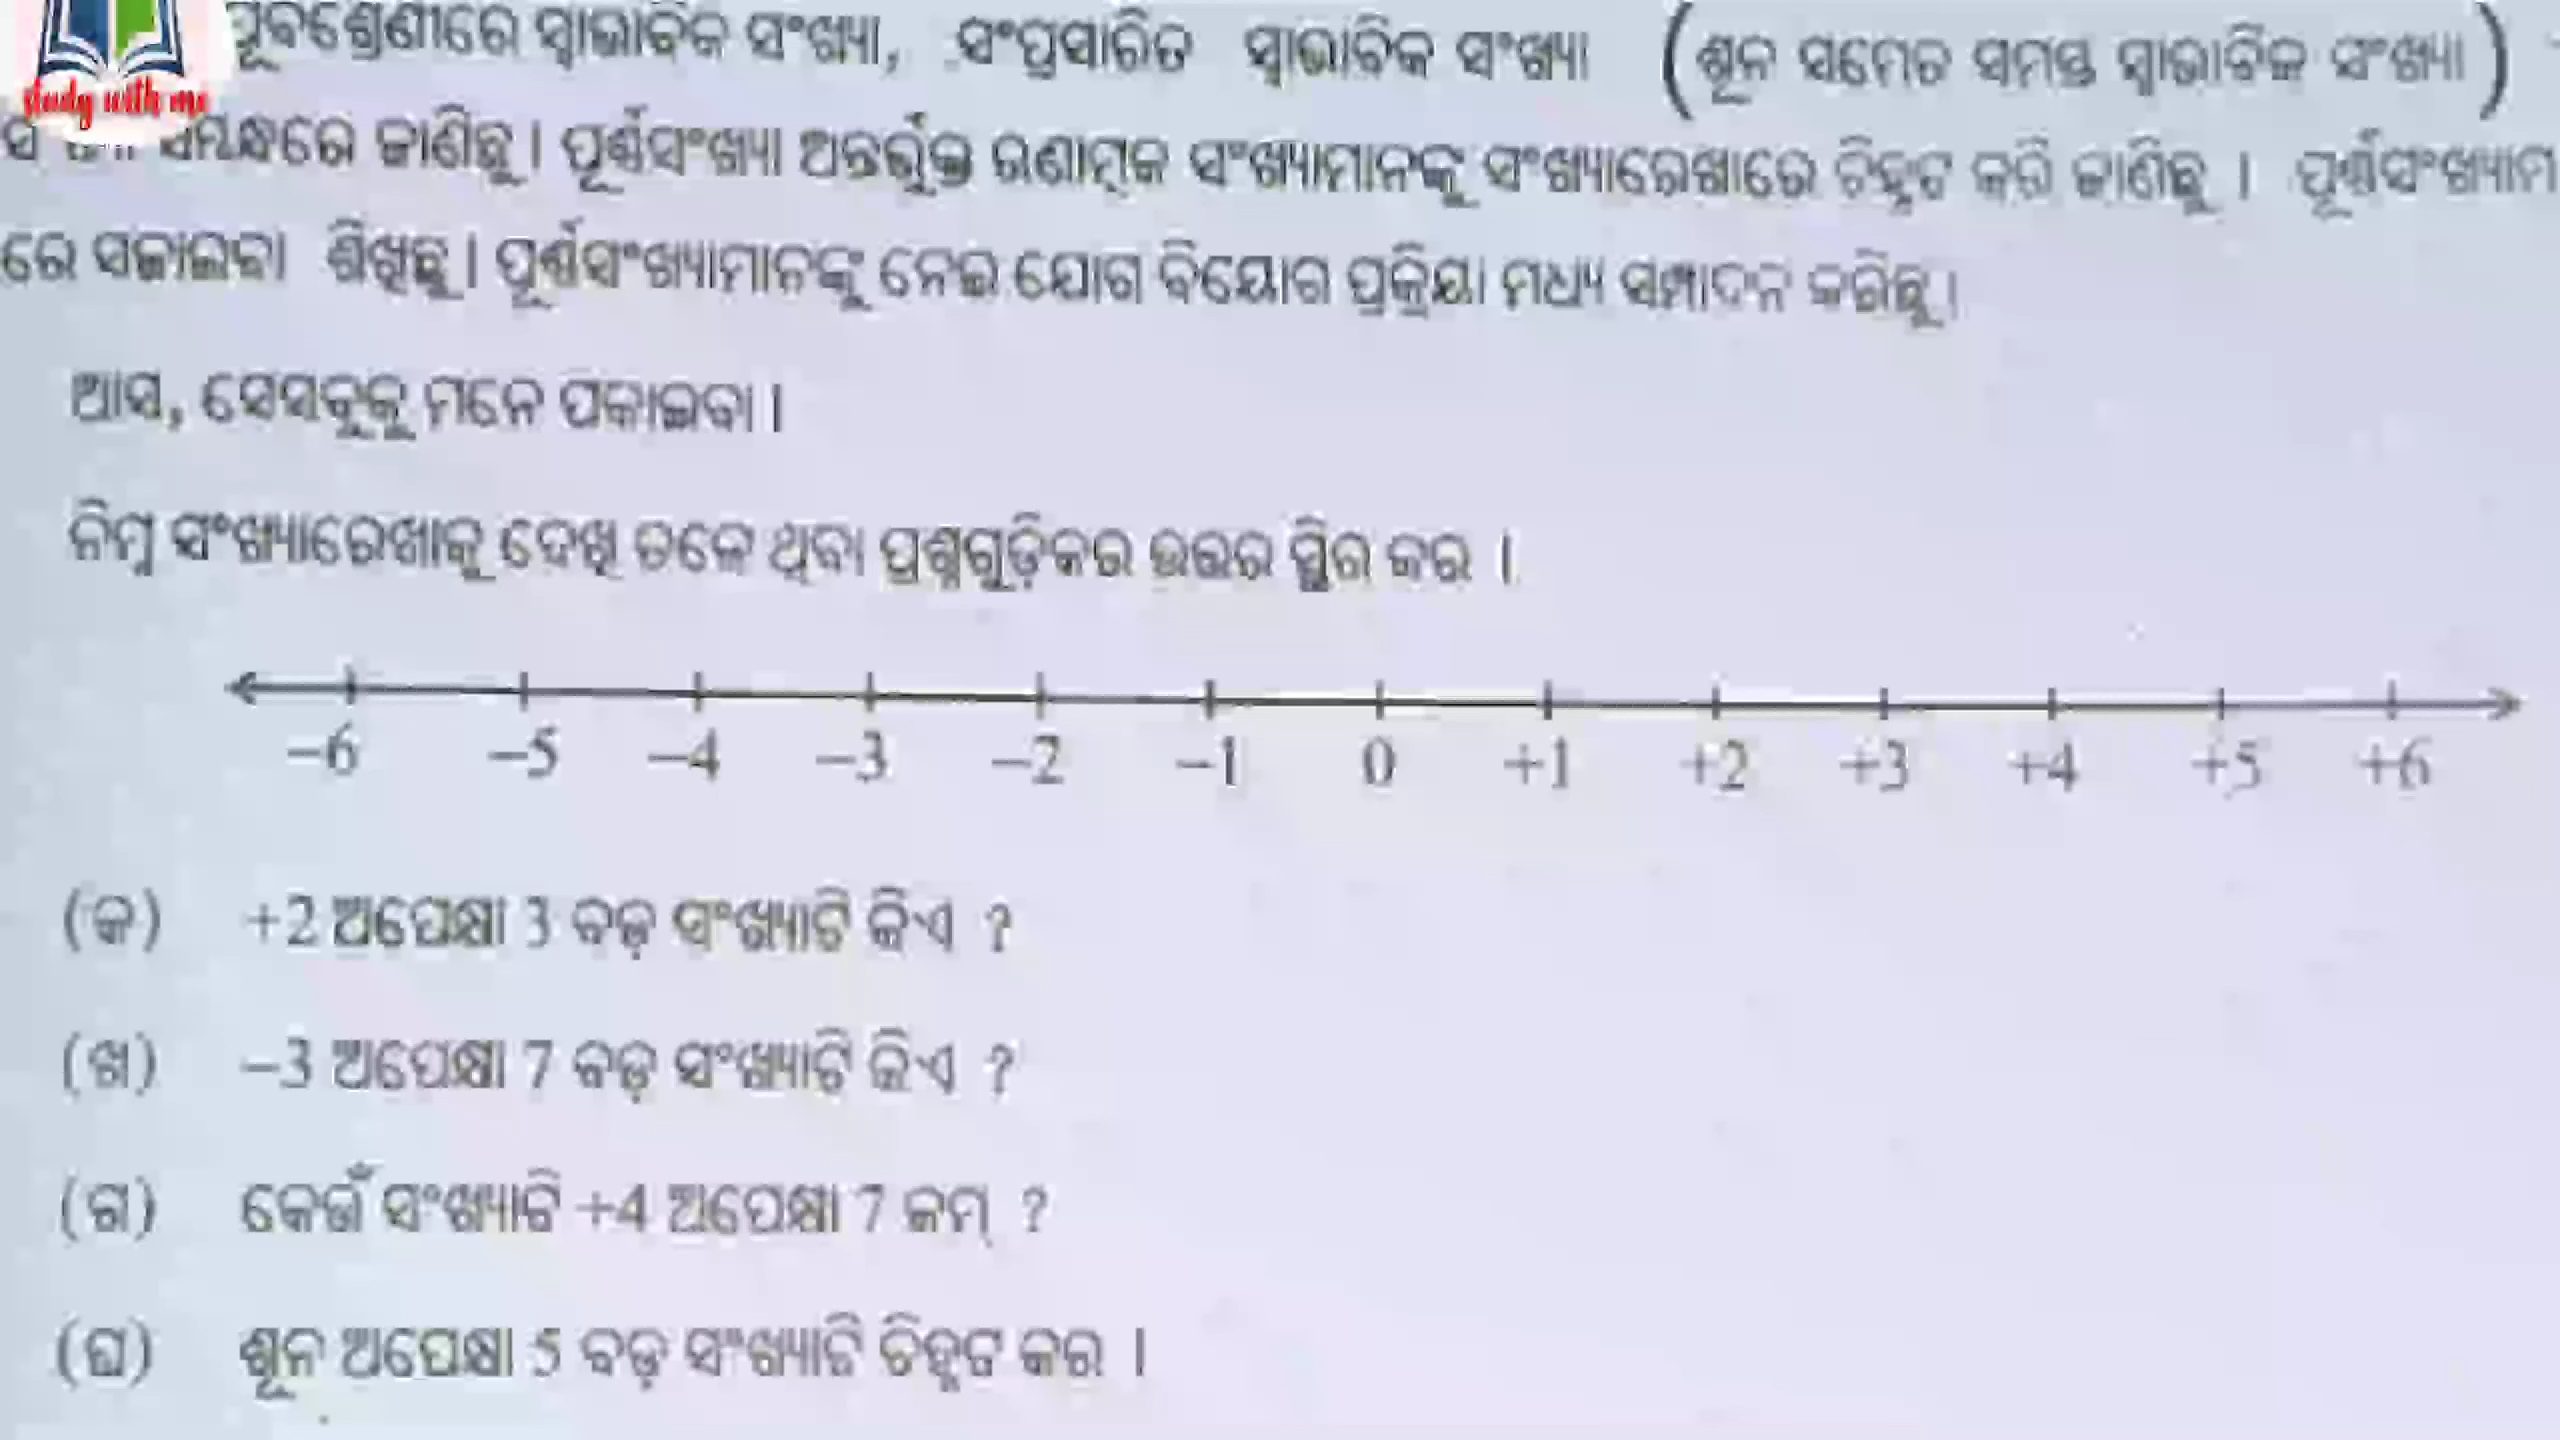 study with me
ପୂର୍ବଶ୍ରେଣୀରେ ସ୍ୱାଭାବିକ ସଂଖ୍ୟା, ସଂପ୍ରସାରିତ ସ୍ୱାଭାବିକ ସଂଖ୍ୟା (ଶୂନ ସମେତ ସମସ୍ତ ସ୍ୱାଭାବିକ ସଂଖ୍ୟା)
ସମ୍ବନ୍ଧରେ ଜାଣିଛୁ । ପୂର୍ଣ୍ଣସଂଖ୍ୟା ଅନ୍ତର୍ଭୁକ୍ତ ଋଣାତ୍ମକ ସଂଖ୍ୟାମାନଙ୍କୁ ସଂଖ୍ୟାରେଖାରେ ଚିହ୍ନଟ କରି ଜାଣିଛୁ । ପୂର୍ଣ୍ଣସଂଖ୍ୟାମ
ରେ ସଜାଇବା ଶିଖିଛୁ । ପୂର୍ଣ୍ଣସଂଖ୍ୟାମାନଙ୍କୁ ନେଇ ଯୋଗ ବିୟୋଗ ପ୍ରକ୍ରିୟା ମଧ୍ୟ ସମ୍ପାଦନ କରିଛୁ ।
ଆସ, ସେସବୁକୁ ମନେ ପକାଇବା ।
ନିମ୍ନ ସଂଖ୍ୟାରେଖାକୁ ଦେଖି ତଳେ ଥିବା ପ୍ରଶ୍ନଗୁଡ଼ିକର ଉତ୍ତର ସ୍ଥିର କର ।
–6 –5 –4 –3 –2 –1 0 +1 +2 +3 +4 +5 +6
(କ) +2 ଅପେକ୍ଷା 3 ବଡ଼ ସଂଖ୍ୟାଟି କିଏ ?
(ଖ) –3 ଅପେକ୍ଷା 7 ବଡ଼ ସଂଖ୍ୟାଟି କିଏ ?
(ଗ) କେଉଁ ସଂଖ୍ୟାଟି +4 ଅପେକ୍ଷା 7 କମ୍ ?
(ଘ) ଶୂନ ଅପେକ୍ଷା 5 ବଡ଼ ସଂଖ୍ୟାଟି ଚିହ୍ନଟ କର ।